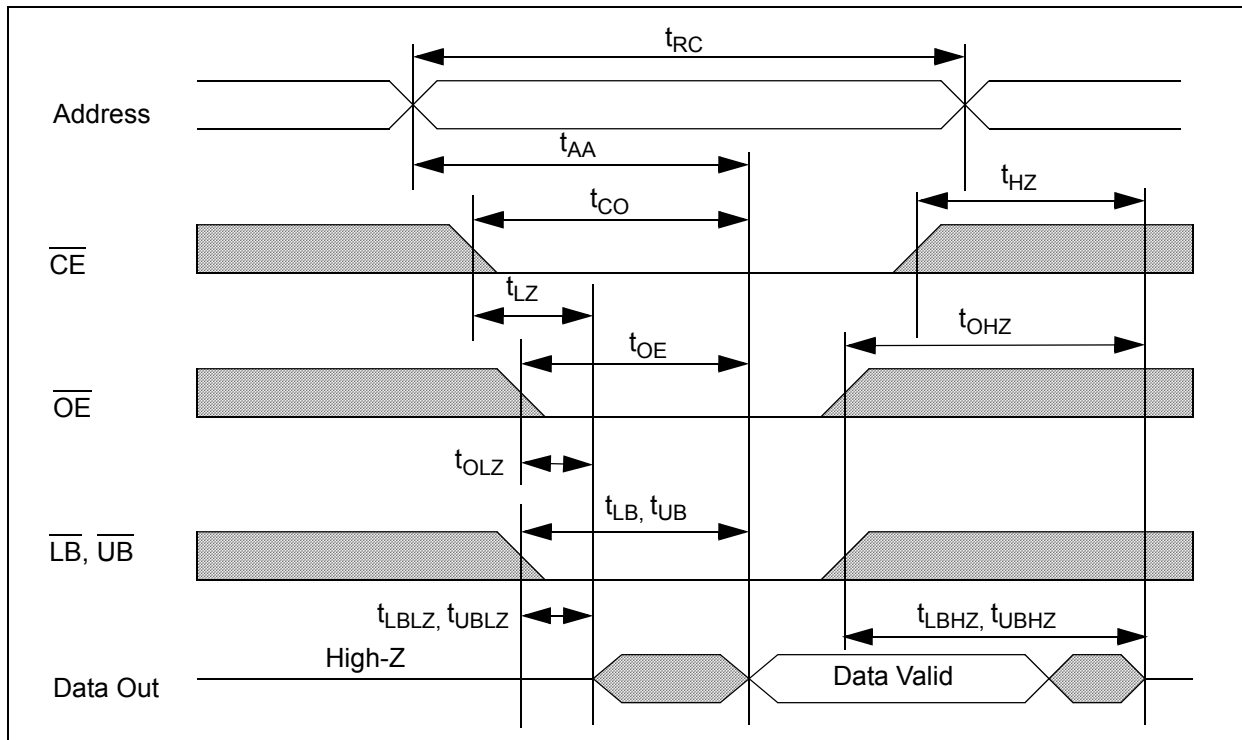 tRC
Address
tAA
tHZ
tCO
CE
tLZ
tOHZ
tOE
OE
tOLZ
tLB, tUB
LB, UB
tLBLZ, tUBLZ
tLBHZ, tUBHZ
High-Z
Data Valid
Data Out